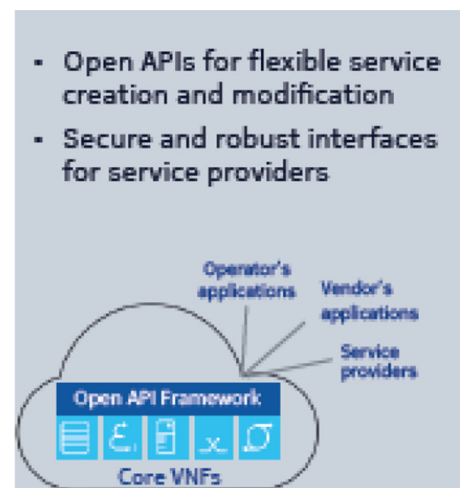 ▪ Open APIs for flexible service
creation and modification
▪ Secure and robust interfaces
for service providers
Operator's
applications
Vendor's
applications
Service
providers
Open API Framework
Core VNFs